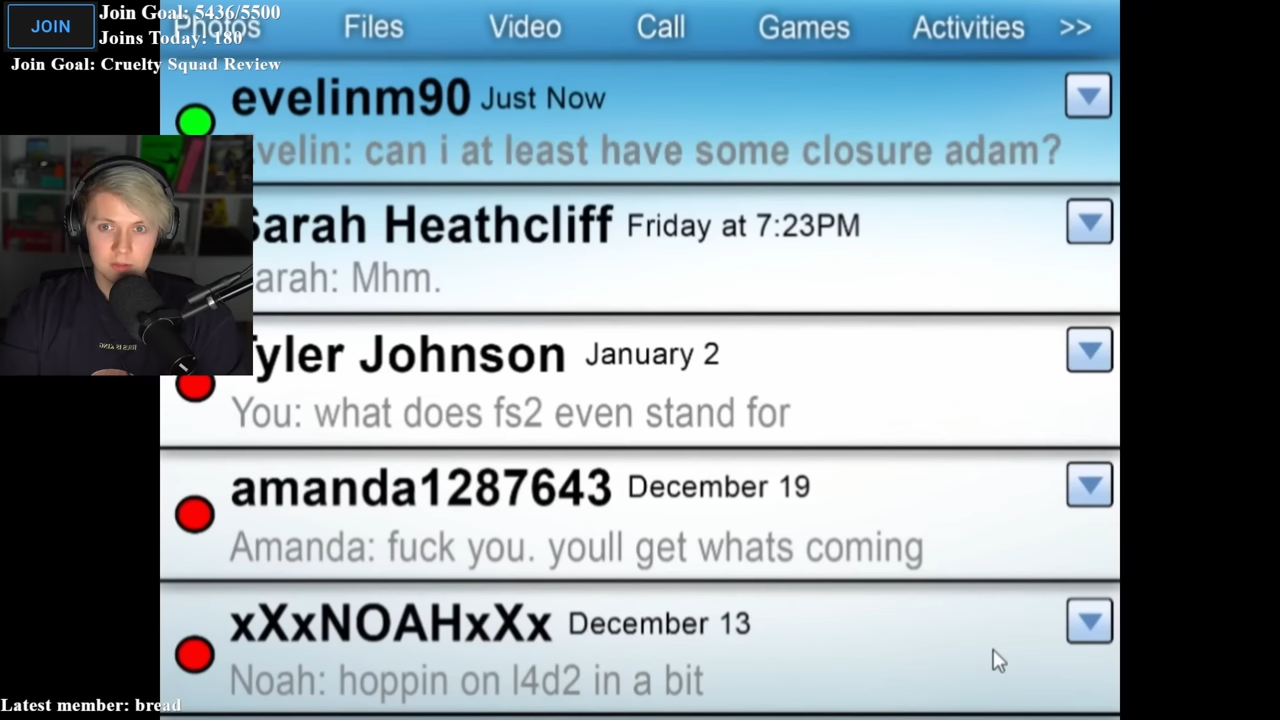 JOIN
Join Goal: 5436/5500
Joins Today: 180
Join Goal: Cruelty Squad Review
Photos Files Video Call Games Activities >>
evelinm90 Just Now
velin: can i at least have some closure adam?
Sarah Heathcliff Friday at 7:23PM
arah: Mhm.
Tyler Johnson January 2
You: what does fs2 even stand for
amanda1287643 December 19
Amanda: fuck you. youll get whats coming
xXxNOAHxXx December 13
Noah: hoppin on l4d2 in a bit
Latest member: bread